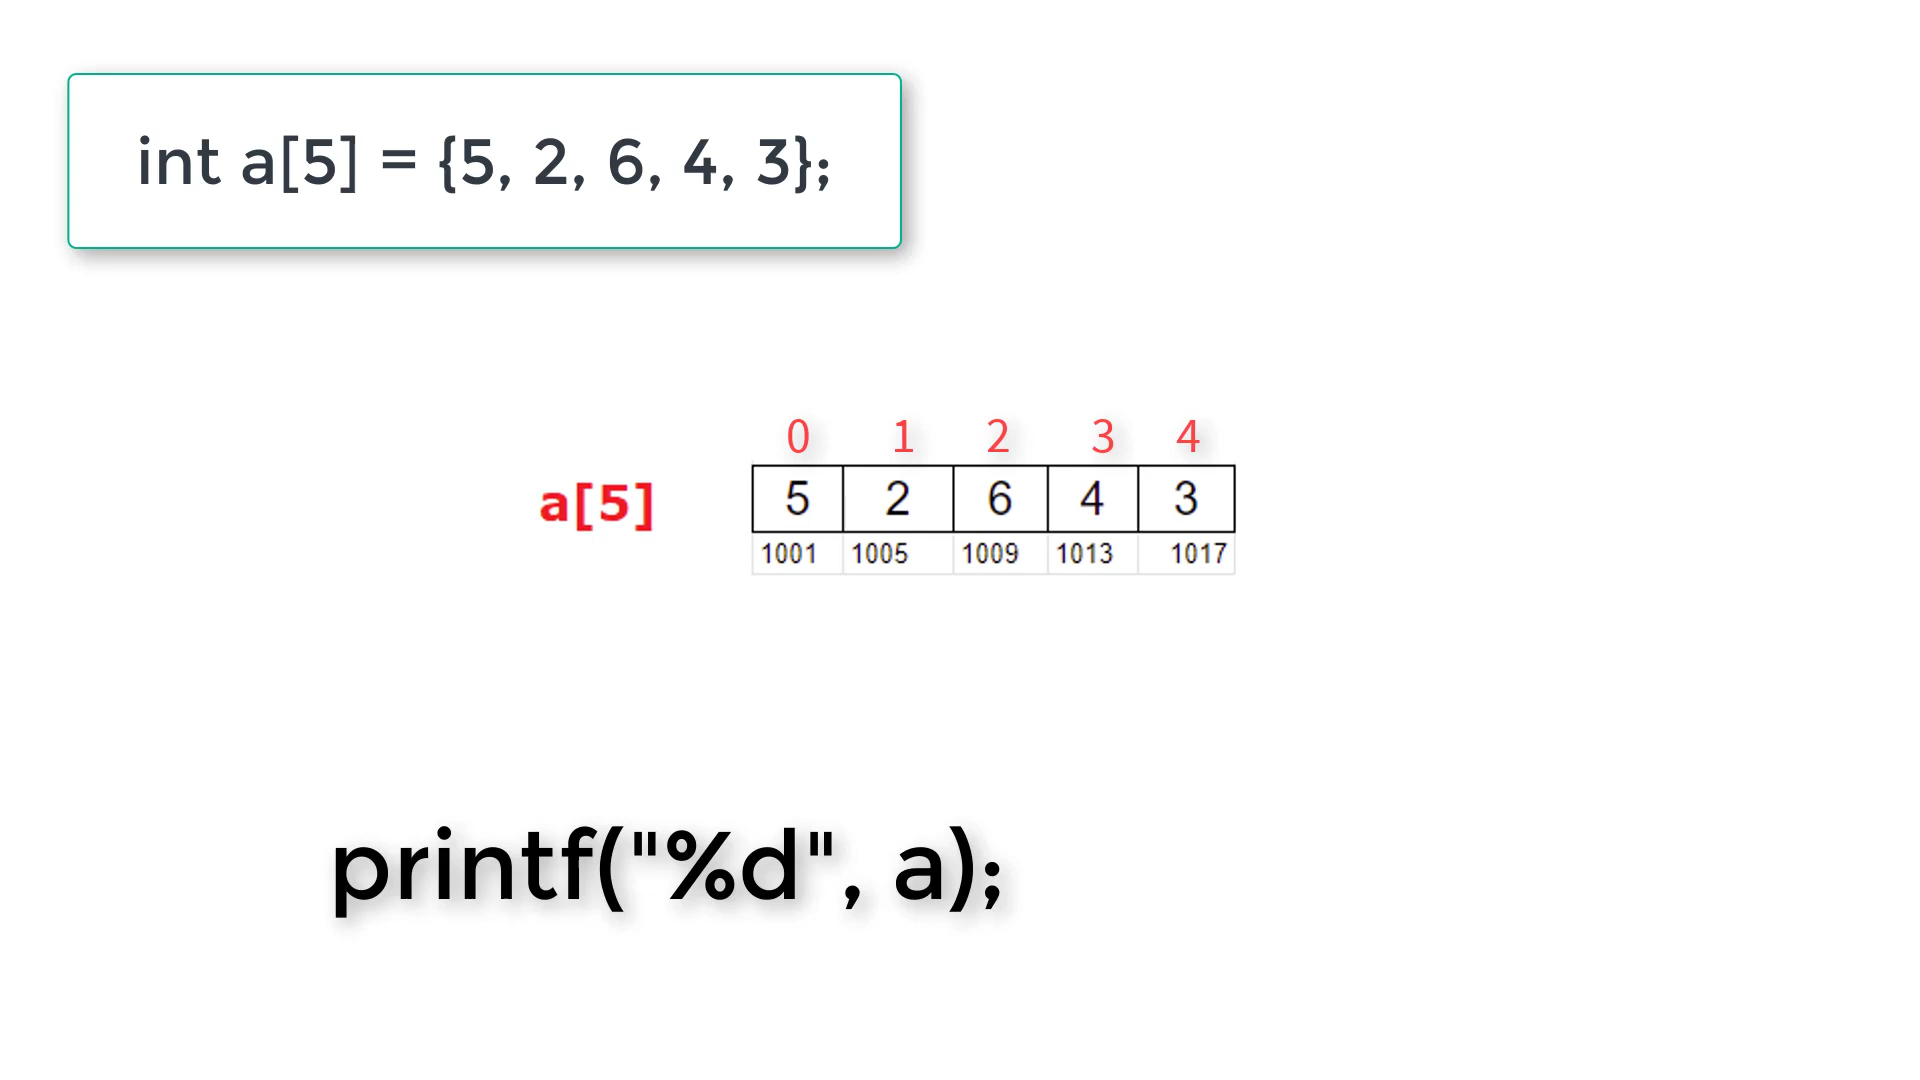 int a[5] = {5, 2, 6, 4, 3};
0 1 2 3 4
a[5] 5 2 6 4 3
1001 1005 1009 1013 1017
printf("%d", a);